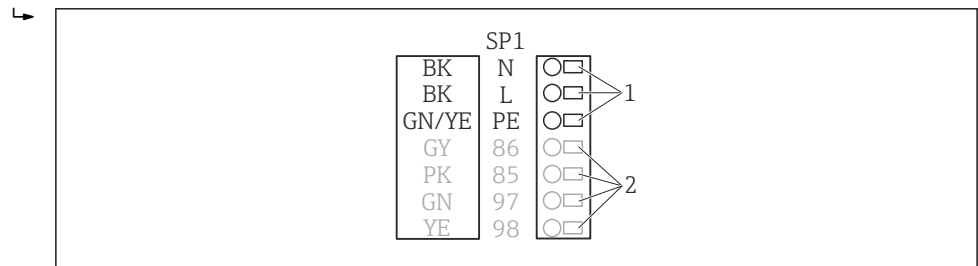 SP1
BK N
BK L 1
GN/YE PE
GY 86
PK 85 2
GN 97
YE 98